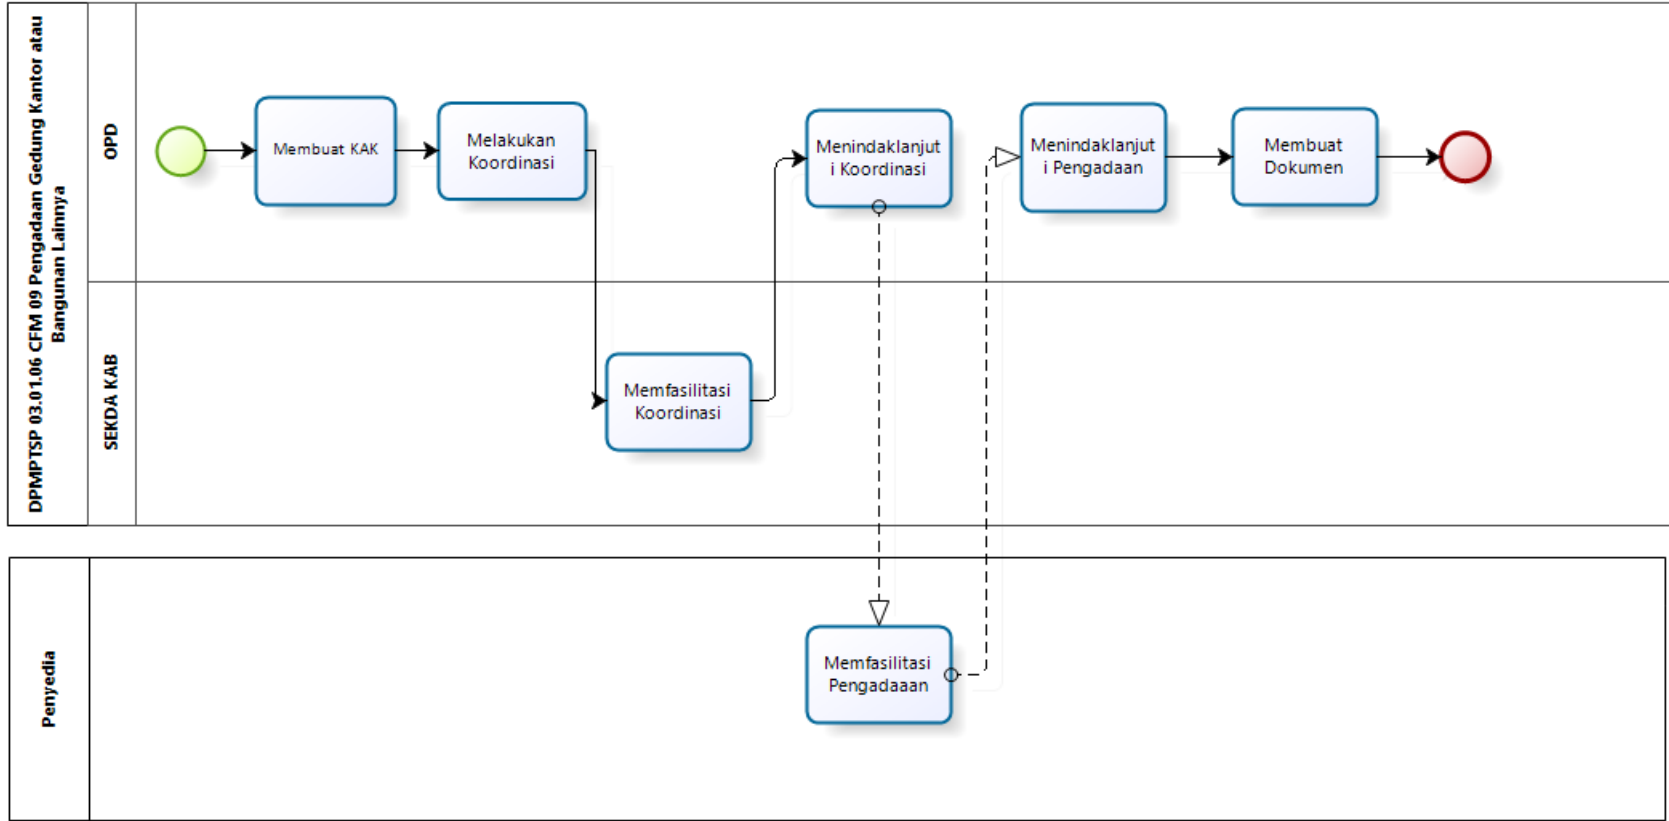 DPMPTSP 03.01.06 CFM 09 Pengadaan Gedung Kantor atau
Bangunan Lainnya
OPD
Membuat KAK
Melakukan
Koordinasi
Menindaklanjut
i Koordinasi
Menindaklanjut
i Pengadaan
Membuat
Dokumen
SEKDA KAB
Memfasilitasi
Koordinasi
Penyedia
Memfasilitasi
Pengadaaan